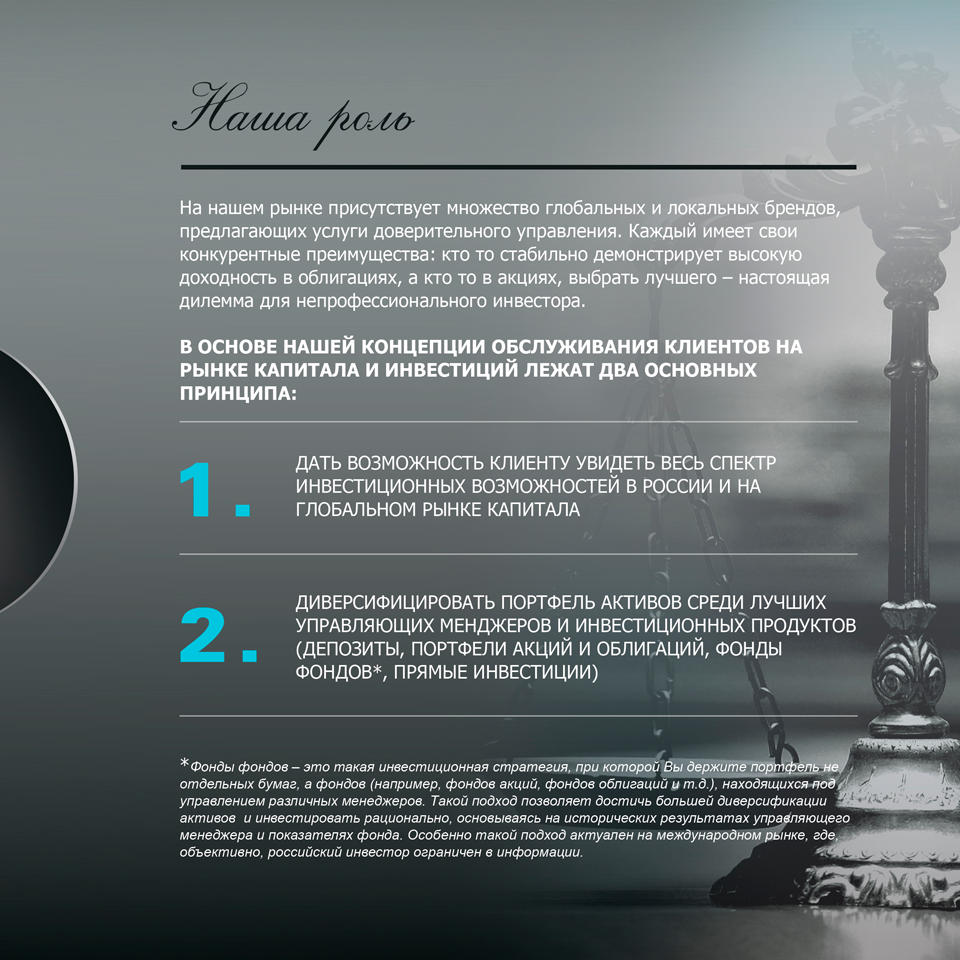 Наша роль
На нашем рынке присутствует множество глобальных и локальных брендов,
предлагающих услуги доверительного управления. Каждый имеет свои
конкурентные преимущества: кто то стабильно демонстрирует высокую
доходность в облигациях, а кто то в акциях, выбрать лучшего – настоящая
дилемма для непрофессионального инвестора.
В ОСНОВЕ НАШЕЙ КОНЦЕПЦИИ ОБСЛУЖИВАНИЯ КЛИЕНТОВ НА
РЫНКЕ КАПИТАЛА И ИНВЕСТИЦИЙ ЛЕЖАТ ДВА ОСНОВНЫХ
ПРИНЦИПА:
1. ДАТЬ ВОЗМОЖНОСТЬ КЛИЕНТУ УВИДЕТЬ ВЕСЬ СПЕКТР
ИНВЕСТИЦИОННЫХ ВОЗМОЖНОСТЕЙ В РОССИИ И НА
ГЛОБАЛЬНОМ РЫНКЕ КАПИТАЛА
2. ДИВЕРСИФИЦИРОВАТЬ ПОРТФЕЛЬ АКТИВОВ СРЕДИ ЛУЧШИХ
УПРАВЛЯЮЩИХ МЕНДЖЕРОВ И ИНВЕСТИЦИОННЫХ ПРОДУКТОВ
(ДЕПОЗИТЫ, ПОРТФЕЛИ АКЦИЙ И ОБЛИГАЦИЙ, ФОНДЫ
ФОНДОВ*, ПРЯМЫЕ ИНВЕСТИЦИИ)
*Фонды фондов – это такая инвестиционная стратегия, при которой Вы держите портфель не
отдельных бумаг, а фондов (например, фондов акций, фондов облигаций и т.д.), находящихся под
управлением различных менеджеров. Такой подход позволяет достичь большей диверсификации
активов и инвестировать рационально, основываясь на исторических результатах управляющего
менеджера и показателях фонда. Особенно такой подход актуален на международном рынке, где,
объективно, российский инвестор ограничен в информации.